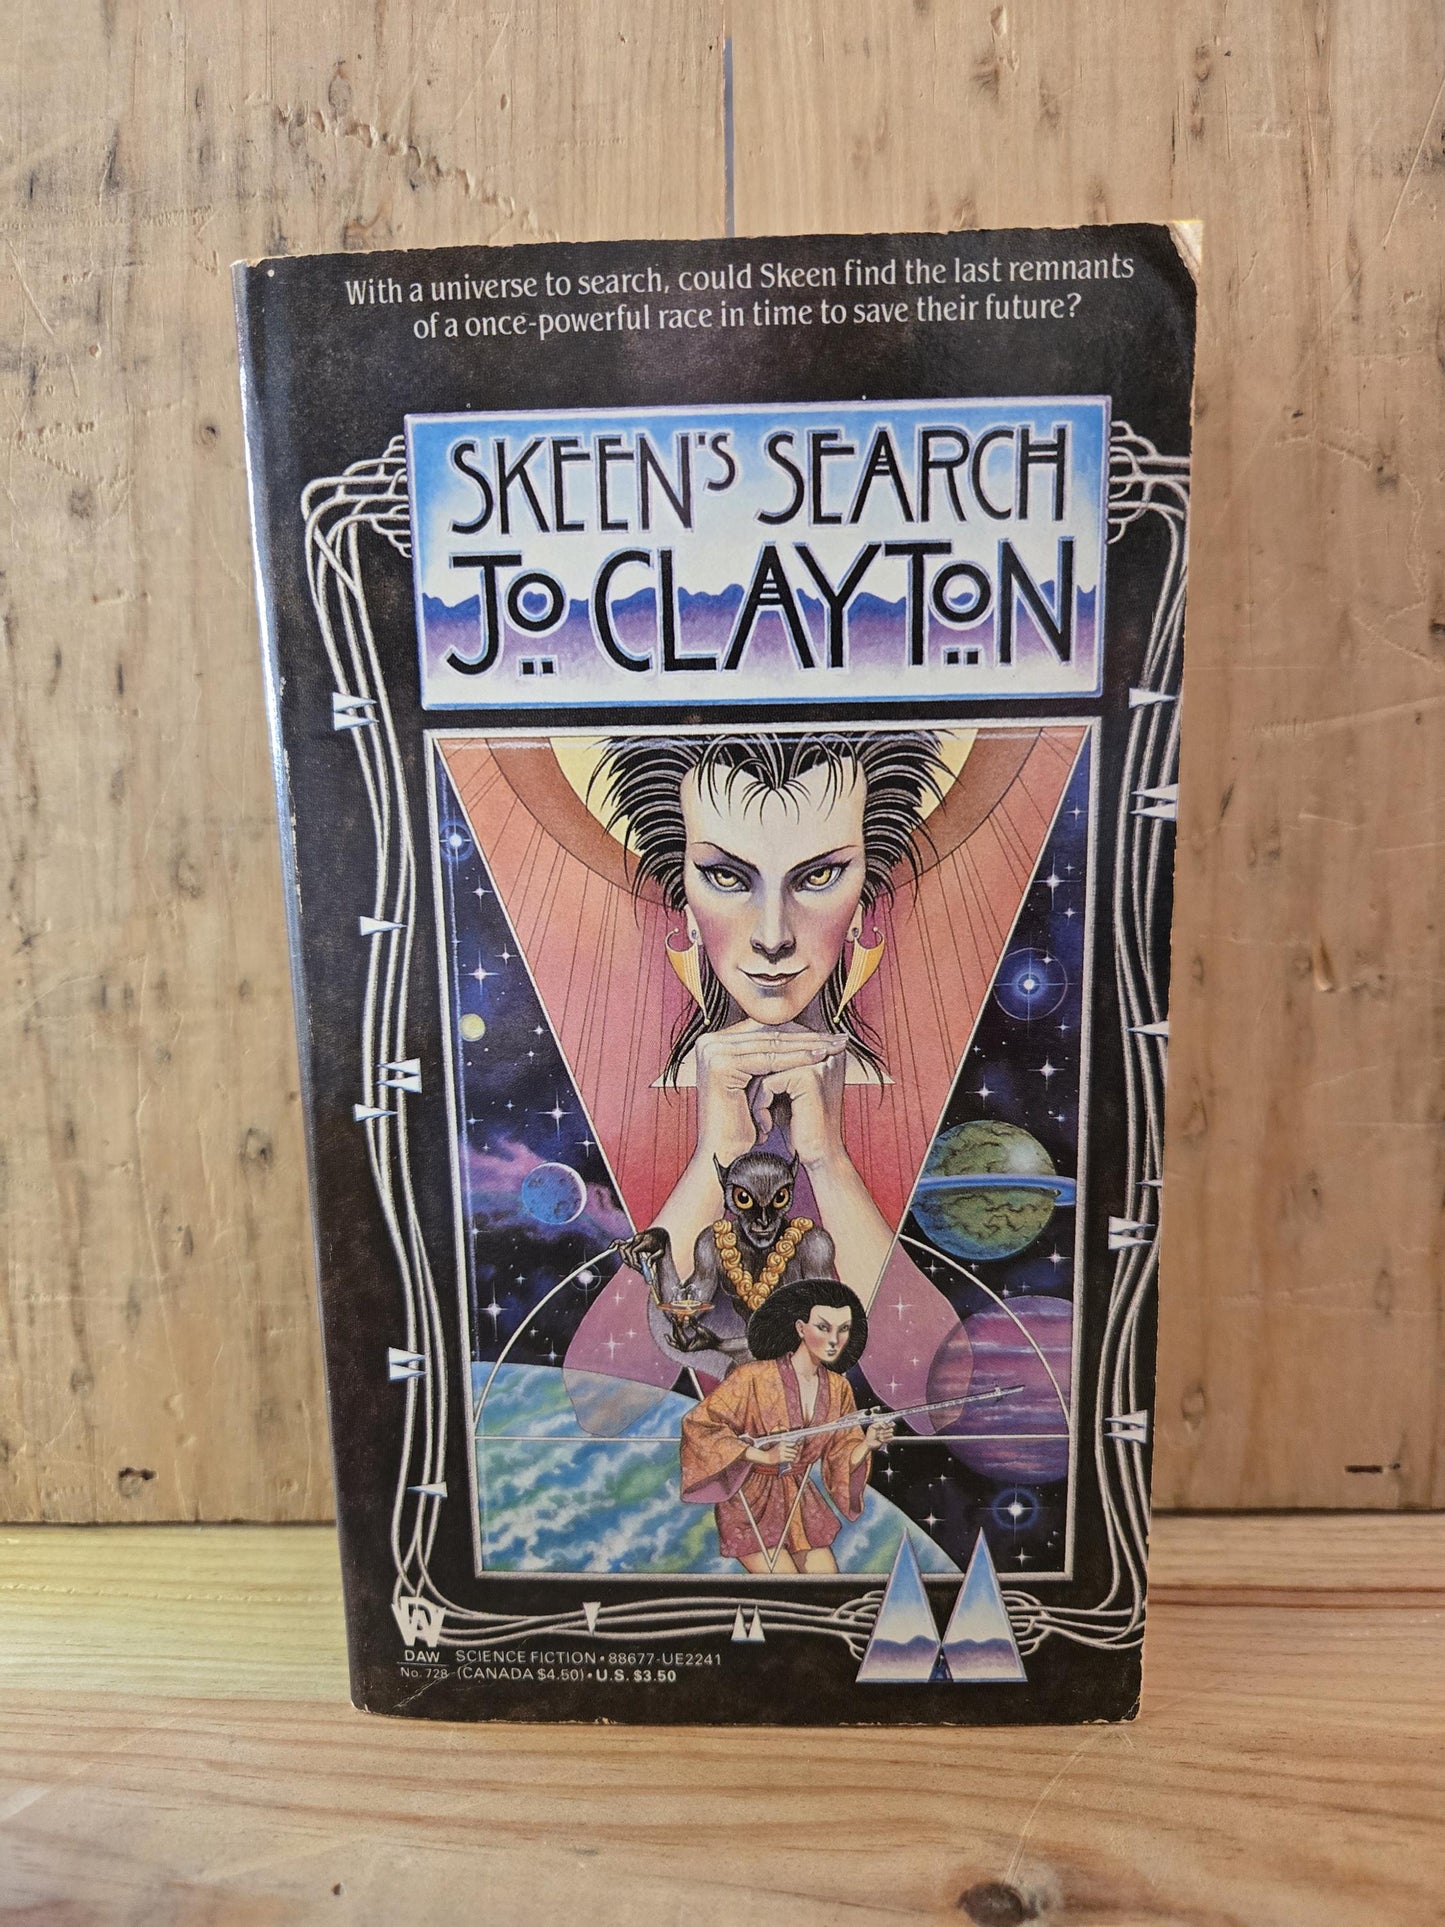 With a universe to search, could Skeen find the last remnants
of a once-powerful race in time to save their future?
SKEEN'S SEARCH
JO CLAYTON
DAW
DAW SCIENCE FICTION • 88677-UE2241
No. 728 (CANADA $4.50) • U.S. $3.50